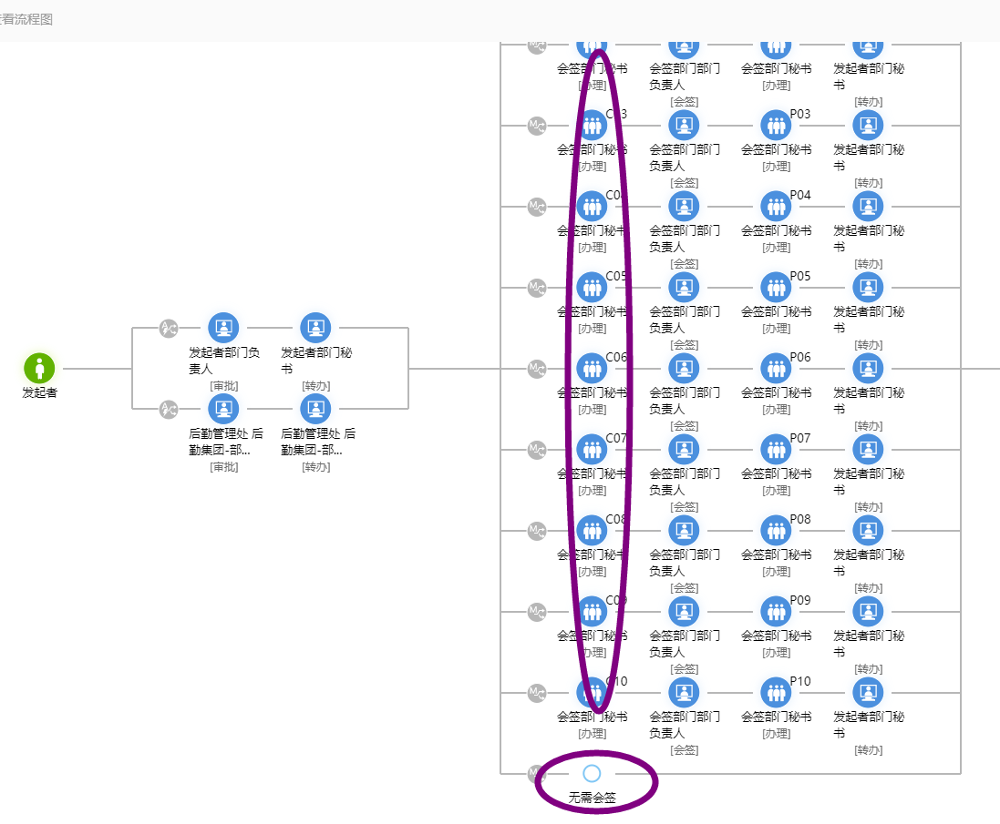 查看流程图
发起者
发起者部门负
责人
[审批]
发起者部门秘
书
[转办]
后勤管理处 后
勤集团-部...
[审批]
后勤管理处 后
勤集团-部...
[转办]
会签部门秘书
[办理]
会签部门部门
负责人
[会签]
会签部门秘书
[办理]
发起者部门秘
书
[转办]
C03
会签部门秘书
[办理]
会签部门部门
负责人
[会签]
P03
会签部门秘书
[办理]
发起者部门秘
书
[转办]
C04
会签部门秘书
[办理]
会签部门部门
负责人
[会签]
P04
会签部门秘书
[办理]
发起者部门秘
书
[转办]
C05
会签部门秘书
[办理]
会签部门部门
负责人
[会签]
P05
会签部门秘书
[办理]
发起者部门秘
书
[转办]
C06
会签部门秘书
[办理]
会签部门部门
负责人
[会签]
P06
会签部门秘书
[办理]
发起者部门秘
书
[转办]
C07
会签部门秘书
[办理]
会签部门部门
负责人
[会签]
P07
会签部门秘书
[办理]
发起者部门秘
书
[转办]
C08
会签部门秘书
[办理]
会签部门部门
负责人
[会签]
P08
会签部门秘书
[办理]
发起者部门秘
书
[转办]
C09
会签部门秘书
[办理]
会签部门部门
负责人
[会签]
P09
会签部门秘书
[办理]
发起者部门秘
书
[转办]
C10
会签部门秘书
[办理]
会签部门部门
负责人
[会签]
P10
会签部门秘书
[办理]
发起者部门秘
书
[转办]
无需会签